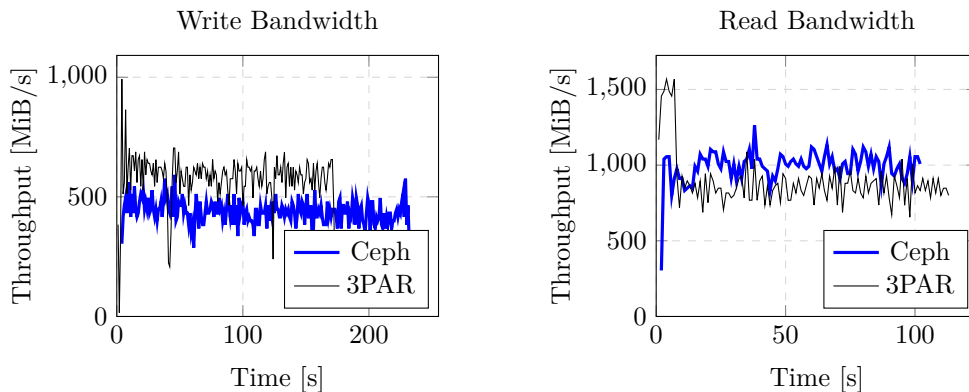 Write Bandwidth
Throughput [MiB/s]
1,000
500
0
0 100 200
Time [s]
Ceph
3PAR
Read Bandwidth
Throughput [MiB/s]
1,500
1,000
500
0
0 50 100
Time [s]
Ceph
3PAR